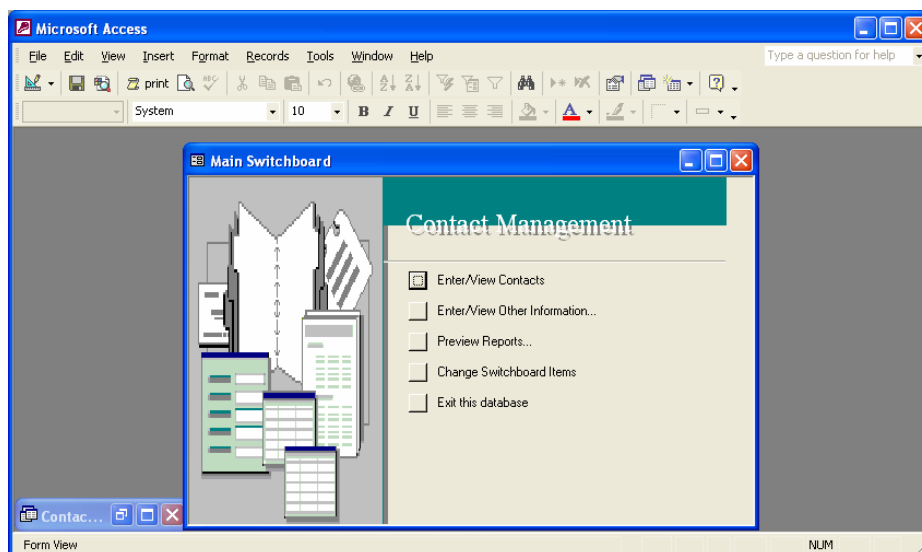 Microsoft Access
File Edit View Insert Format Records Tools Window Help Type a question for help
print
System 10 B I U A
Main Switchboard
Contact Management
Enter/View Contacts
Enter/View Other Information...
Preview Reports...
Change Switchboard Items
Exit this database
Contac...
Form View NUM